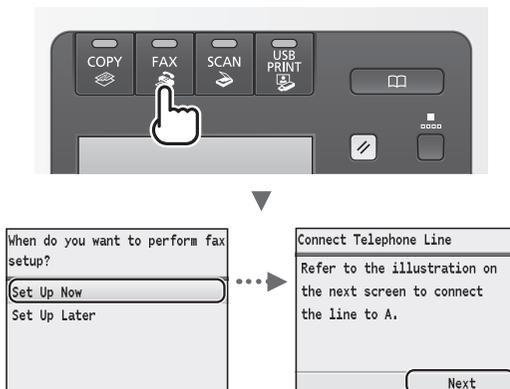 COPY
FAX
SCAN
USB
PRINT
When do you want to perform fax
setup?
Set Up Now
Set Up Later
Connect Telephone Line
Refer to the illustration on
the next screen to connect
the line to A.
Next